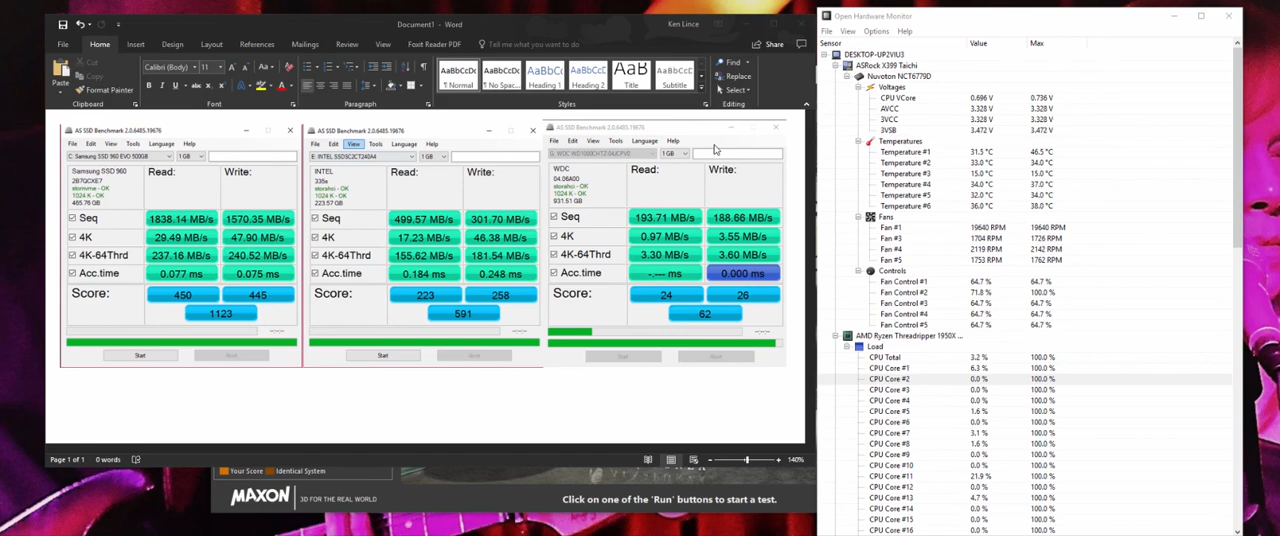 Document1 - Word
Ken Lince
File Home Insert Design Layout References Mailings Review View Foxit Reader PDF Tell me what you want to do
Share
Paste
Cut
Copy
Format Painter
Clipboard
Calibri (Body) 11
Font
Paragraph
AaBbCcDc AaBbCcDc AaBbCc AaBbCcD AaB AaBbCcD
¶ Normal ¶ No Spac... Heading 1 Heading 2 Title Subtitle
Styles
Find
Replace
Select
Editing
AS SSD Benchmark 2.0.6485.19676
File Edit View Tools Language Help
C: Samsung SSD 960 EVO 500GB 1 GB
Samsung SSD 960
2B7QCXE7
stornvme - OK
1024 K - OK
465.76 GB
Read: Write:
Seq 1838.14 MB/s 1570.35 MB/s
4K 29.49 MB/s 47.90 MB/s
4K-64Thrd 237.16 MB/s 240.52 MB/s
Acc.time 0.077 ms 0.075 ms
Score: 450 445
1123
-:--:--
Start Abort
AS SSD Benchmark 2.0.6485.19676
File Edit View Tools Language Help
E: INTEL SSDSC2CT240A4 1 GB
INTEL
335s
storahci - OK
1024 K - OK
223.57 GB
Read: Write:
Seq 499.57 MB/s 301.70 MB/s
4K 17.23 MB/s 46.38 MB/s
4K-64Thrd 155.62 MB/s 181.54 MB/s
Acc.time 0.184 ms 0.248 ms
Score: 223 258
591
-:--:--
Start Abort
AS SSD Benchmark 2.0.6485.19676
File Edit View Tools Language Help
1 GB
WDC
04.06A00
storahci - OK
1024 K - OK
931.51 GB
Read: Write:
Seq 193.71 MB/s 188.66 MB/s
4K 0.97 MB/s 3.55 MB/s
4K-64Thrd 3.30 MB/s 3.60 MB/s
Acc.time -.--- ms 0.000 ms
Score: 24 26
62
-:--:--
Start Abort
Page 1 of 1 0 words
140%
Your Score Identical System
MAXON 3D FOR THE REAL WORLD
Click on one of the 'Run' buttons to start a test.
Open Hardware Monitor
File View Options Help
Sensor Value Max
DESKTOP-UP2VIU3
ASRock X399 Taichi
Nuvoton NCT6779D
Voltages
CPU VCore 0.696 V 0.736 V
AVCC 3.328 V 3.328 V
3VCC 3.328 V 3.328 V
3VSB 3.472 V 3.472 V
Temperatures
Temperature #1 31.5 °C 46.5 °C
Temperature #2 33.0 °C 34.0 °C
Temperature #3 15.0 °C 15.0 °C
Temperature #4 34.0 °C 37.0 °C
Temperature #5 32.0 °C 34.0 °C
Temperature #6 36.0 °C 38.0 °C
Fans
Fan #1 19640 RPM 19640 RPM
Fan #3 1704 RPM 1726 RPM
Fan #4 2119 RPM 2142 RPM
Fan #5 1753 RPM 1762 RPM
Controls
Fan Control #1 64.7 % 64.7 %
Fan Control #2 71.8 % 100.0 %
Fan Control #3 64.7 % 64.7 %
Fan Control #4 64.7 % 64.7 %
Fan Control #5 64.7 % 64.7 %
AMD Ryzen Threadripper 1950X ...
Load
CPU Total 3.2 % 100.0 %
CPU Core #1 6.3 % 100.0 %
CPU Core #2 0.0 % 100.0 %
CPU Core #3 0.0 % 100.0 %
CPU Core #4 0.0 % 100.0 %
CPU Core #5 1.6 % 100.0 %
CPU Core #6 0.0 % 100.0 %
CPU Core #7 3.1 % 100.0 %
CPU Core #8 1.6 % 100.0 %
CPU Core #9 0.0 % 100.0 %
CPU Core #10 0.0 % 100.0 %
CPU Core #11 21.9 % 100.0 %
CPU Core #12 0.0 % 100.0 %
CPU Core #13 4.7 % 100.0 %
CPU Core #14 0.0 % 100.0 %
CPU Core #15 0.0 % 100.0 %
CPU Core #16 0.0 % 100.0 %